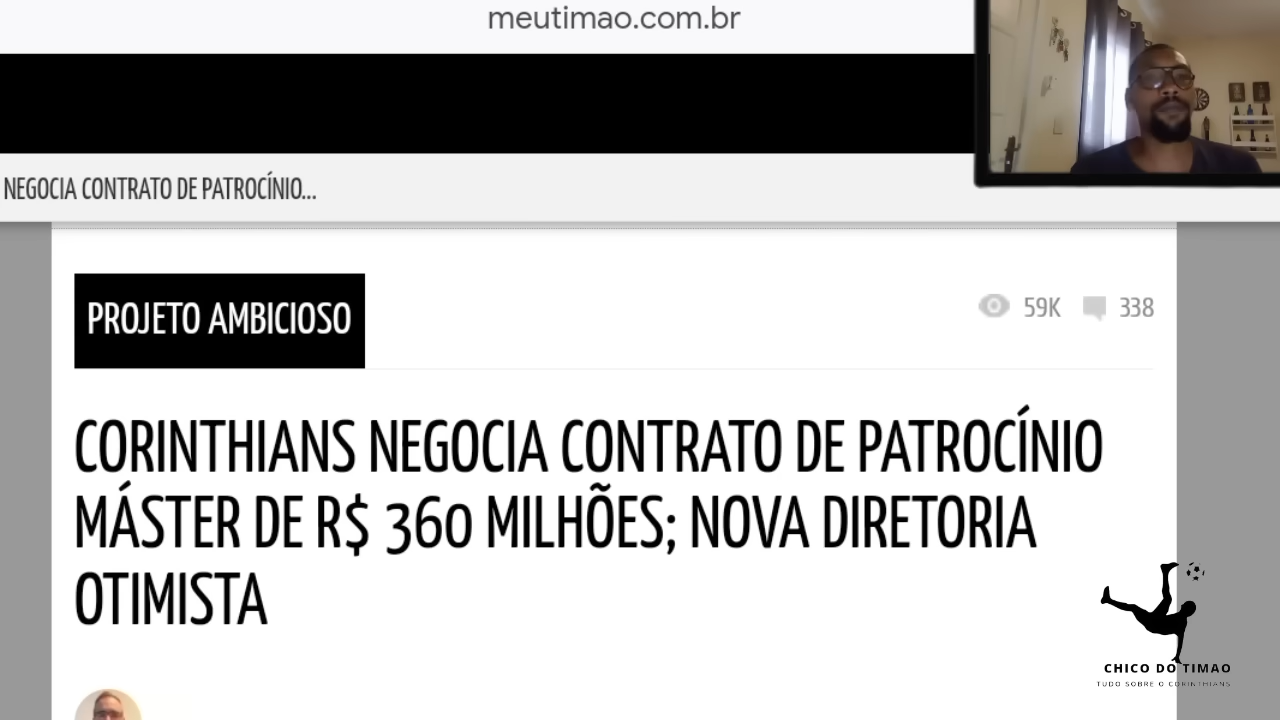 meutimao.com.br
NEGOCIA CONTRATO DE PATROCÍNIO...
PROJETO AMBICIOSO
59K 338
CORINTHIANS NEGOCIA CONTRATO DE PATROCÍNIO
MÁSTER DE R$ 360 MILHÕES; NOVA DIRETORIA
OTIMISTA
CHICO DO TIMAO
TUDO SOBRE O CORINTHIANS